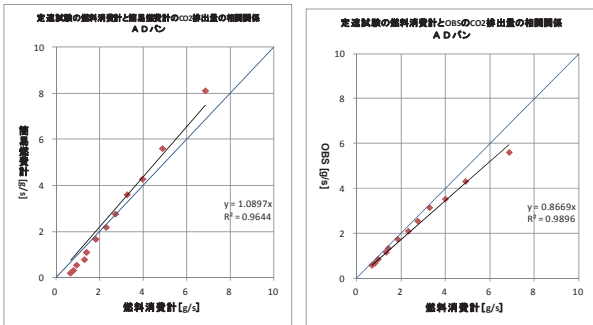 定速試験の燃料消費計と簡易燃費計のCO2排出量の相関関係
ＡＤバン
10
8
6
4
2
0
0 2 4 6 8 10
簡易燃費計 [g/s]
y = 1.0897x
R² = 0.9644
燃料消費計[g/s]
定速試験の燃料消費計とOBSのCO2排出量の相関関係
ＡＤバン
10
8
6
4
2
0
0 2 4 6 8 10
OBS [g/s]
y = 0.8669x
R² = 0.9896
燃料消費計[g/s]